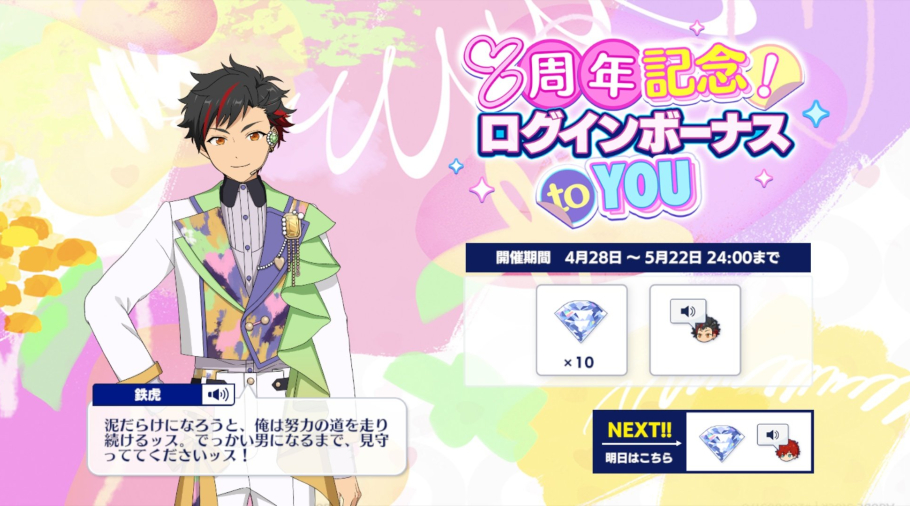 8周年記念!
ログインボーナス
to YOU
開催期間 4月28日 ～ 5月22日 24:00まで
×10
鉄虎
泥だらけになろうと、俺は努力の道を走り
続けるッス。でっかい男になるまで、見守
っててくださいッス！
NEXT!!
明日はこちら